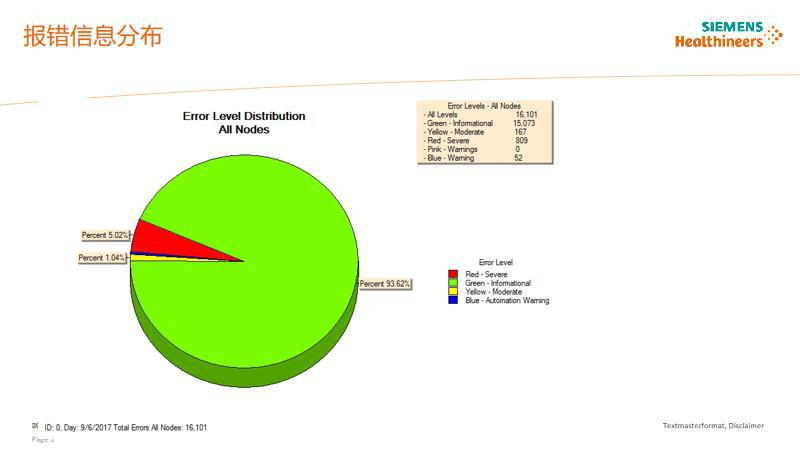 报错信息分布
SIEMENS
Healthineers
Error Level Distribution
All Nodes
Error Levels - All Nodes
- All Levels 16,101
- Green - Informational 15,073
- Yellow - Moderate 167
- Red - Severe 809
- Pink - Warnings 0
- Blue - Warning 52
Percent 5.02%
Percent 1.04%
Percent 93.62%
Error Level
Red - Severe
Green - Informational
Yellow - Moderate
Blue - Automation Warning
ID: 0, Day: 9/6/2017 Total Errors All Nodes: 16,101
Textmasterformat, Disclaimer
Page